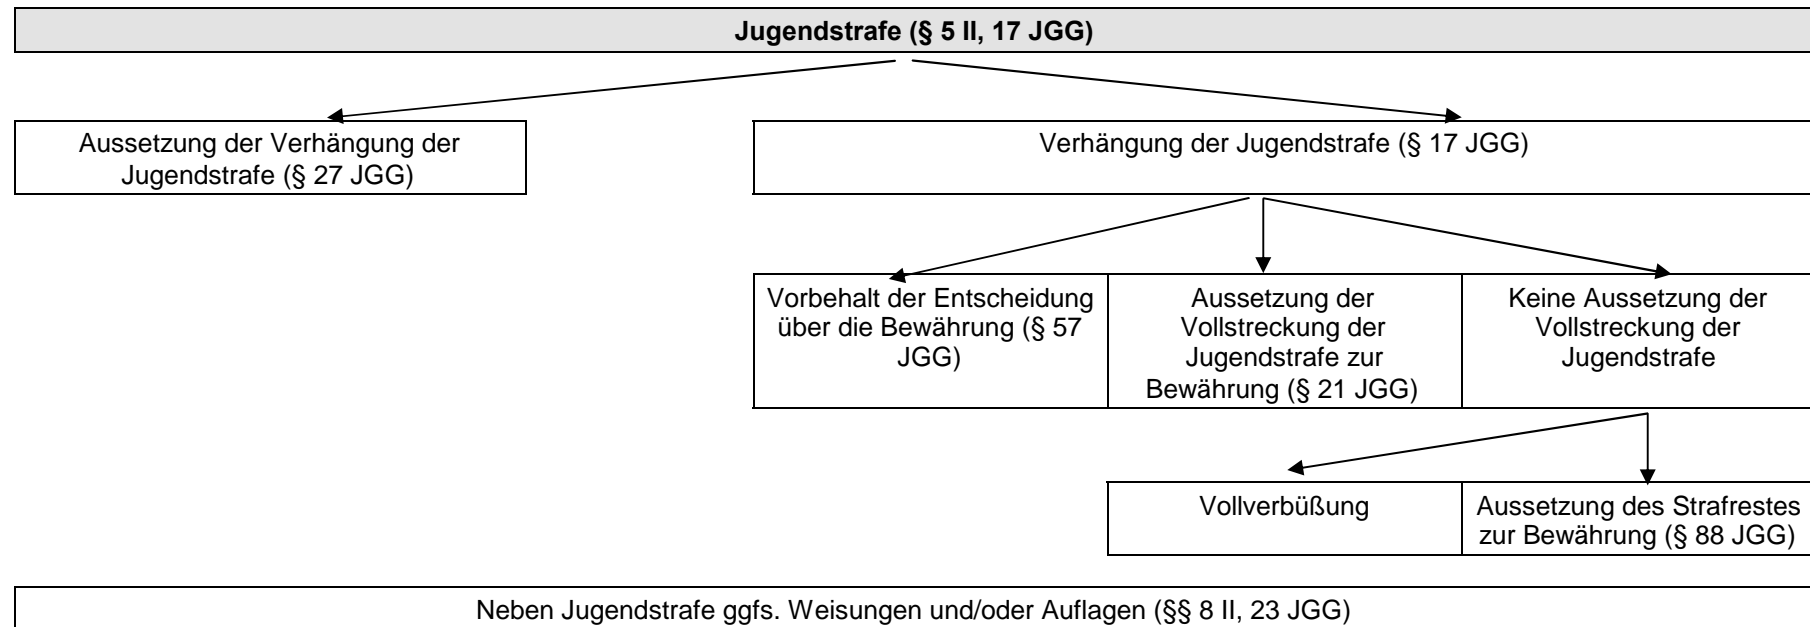 Jugendstrafe (§ 5 II, 17 JGG)
Aussetzung der Verhängung der
Jugendstrafe (§ 27 JGG)
Verhängung der Jugendstrafe (§ 17 JGG)
Vorbehalt der Entscheidung
über die Bewährung (§ 57
JGG)
Aussetzung der
Vollstreckung der
Jugendstrafe zur
Bewährung (§ 21 JGG)
Keine Aussetzung der
Vollstreckung der
Jugendstrafe
Vollverbüßung
Aussetzung des Strafrestes
zur Bewährung (§ 88 JGG)
Neben Jugendstrafe ggfs. Weisungen und/oder Auflagen (§§ 8 II, 23 JGG)